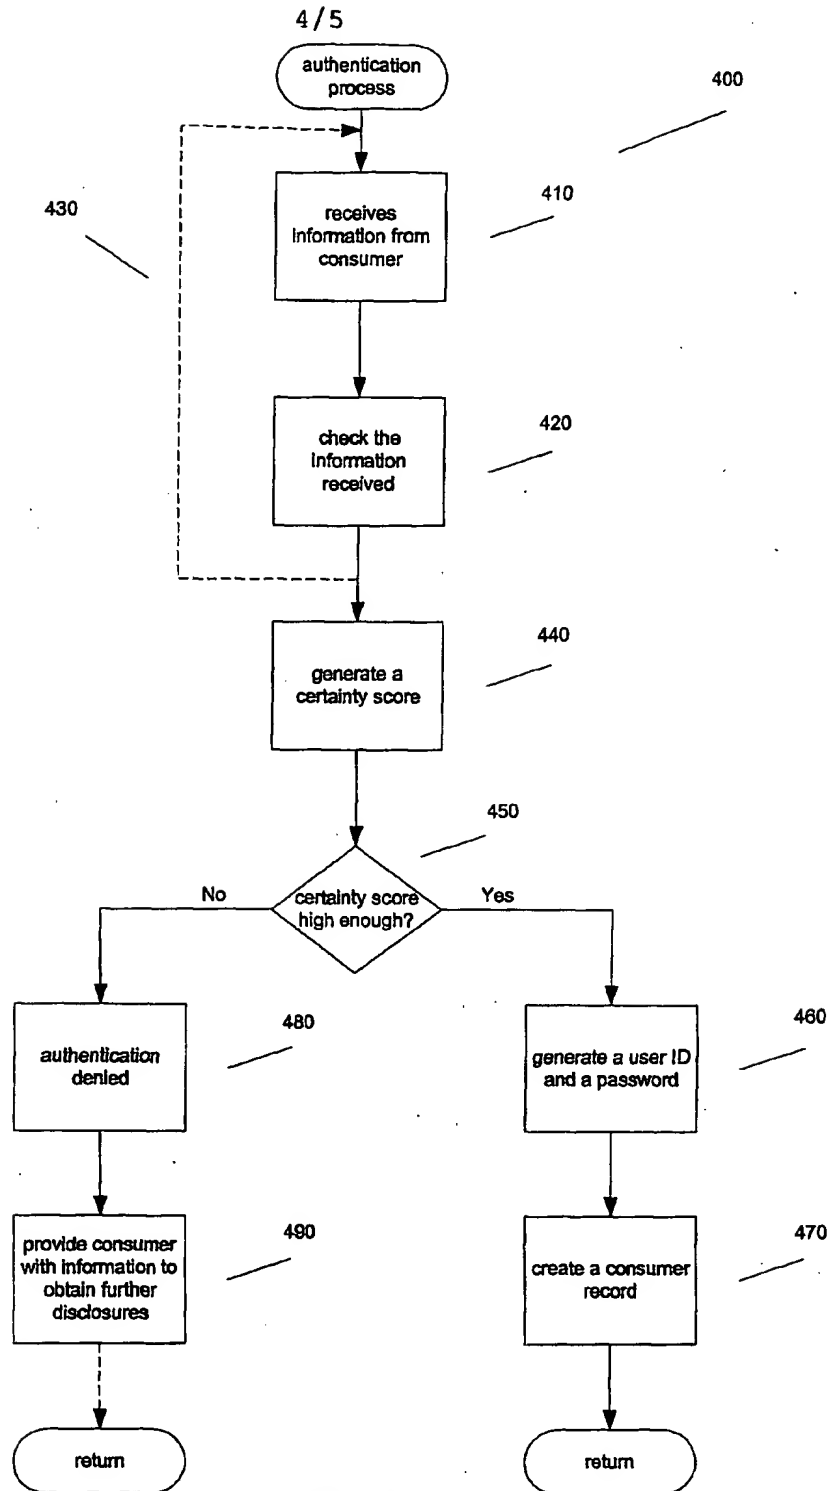 4/5
authentication
process
400
430
410
receives
information from
consumer
420
check the
information
received
440
generate a
certainty score
450
No
certainty score
high enough?
Yes
480
460
authentication
denied
generate a user ID
and a password
490
470
provide consumer
with information to
obtain further
disclosures
create a consumer
record
return
return